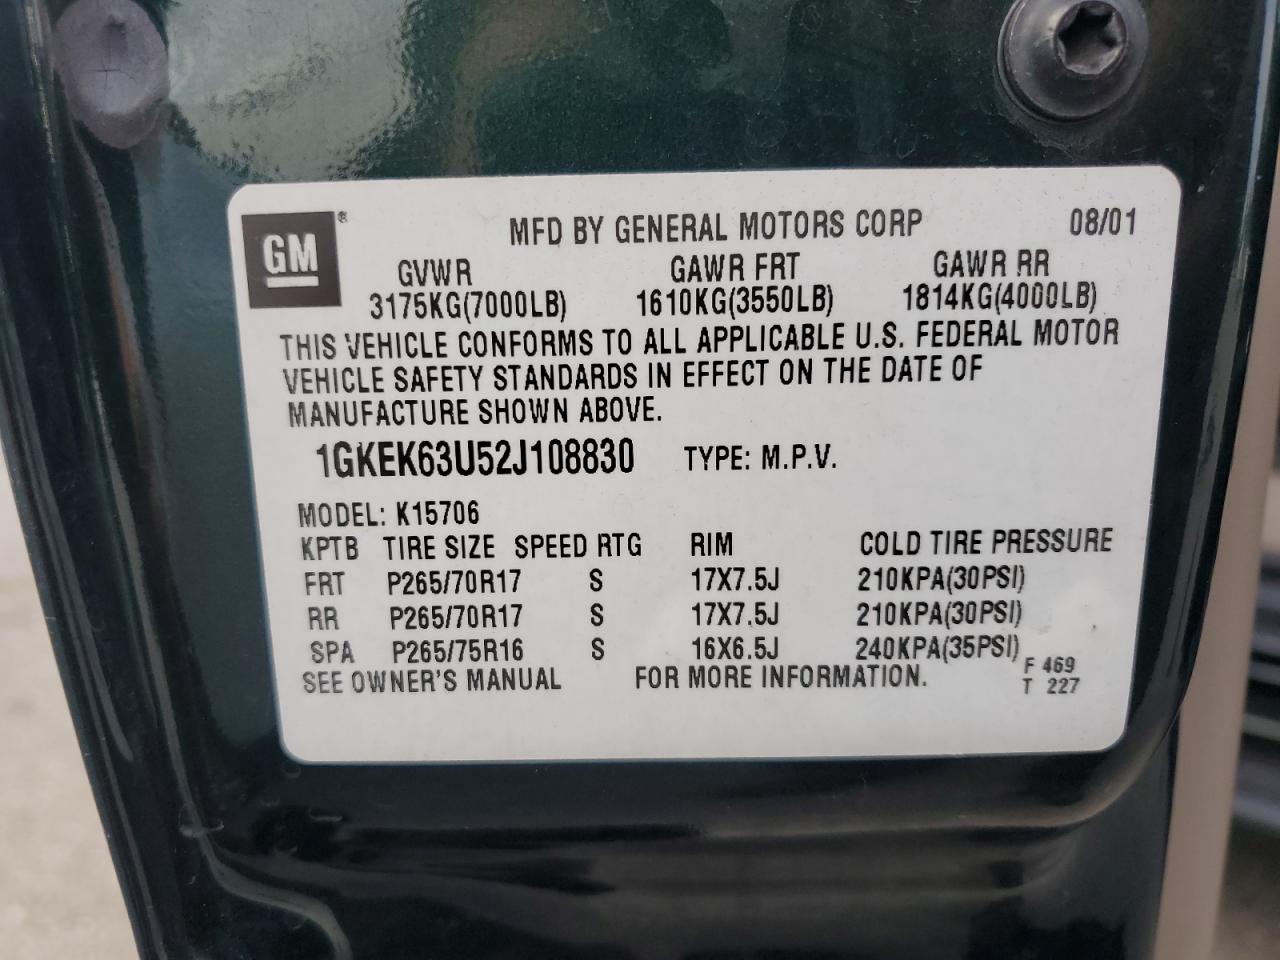 GM ®
MFD BY GENERAL MOTORS CORP 08/01
GVWR GAWR FRT GAWR RR
3175KG(7000LB) 1610KG(3550LB) 1814KG(4000LB)
THIS VEHICLE CONFORMS TO ALL APPLICABLE U.S. FEDERAL MOTOR
VEHICLE SAFETY STANDARDS IN EFFECT ON THE DATE OF
MANUFACTURE SHOWN ABOVE.
1GKEK63U52J108830 TYPE: M.P.V.
MODEL: K15706
KPTB TIRE SIZE SPEED RTG RIM COLD TIRE PRESSURE
FRT P265/70R17 S 17X7.5J 210KPA(30PSI)
RR P265/70R17 S 17X7.5J 210KPA(30PSI)
SPA P265/75R16 S 16X6.5J 240KPA(35PSI)
SEE OWNER'S MANUAL FOR MORE INFORMATION.
F 469
T 227